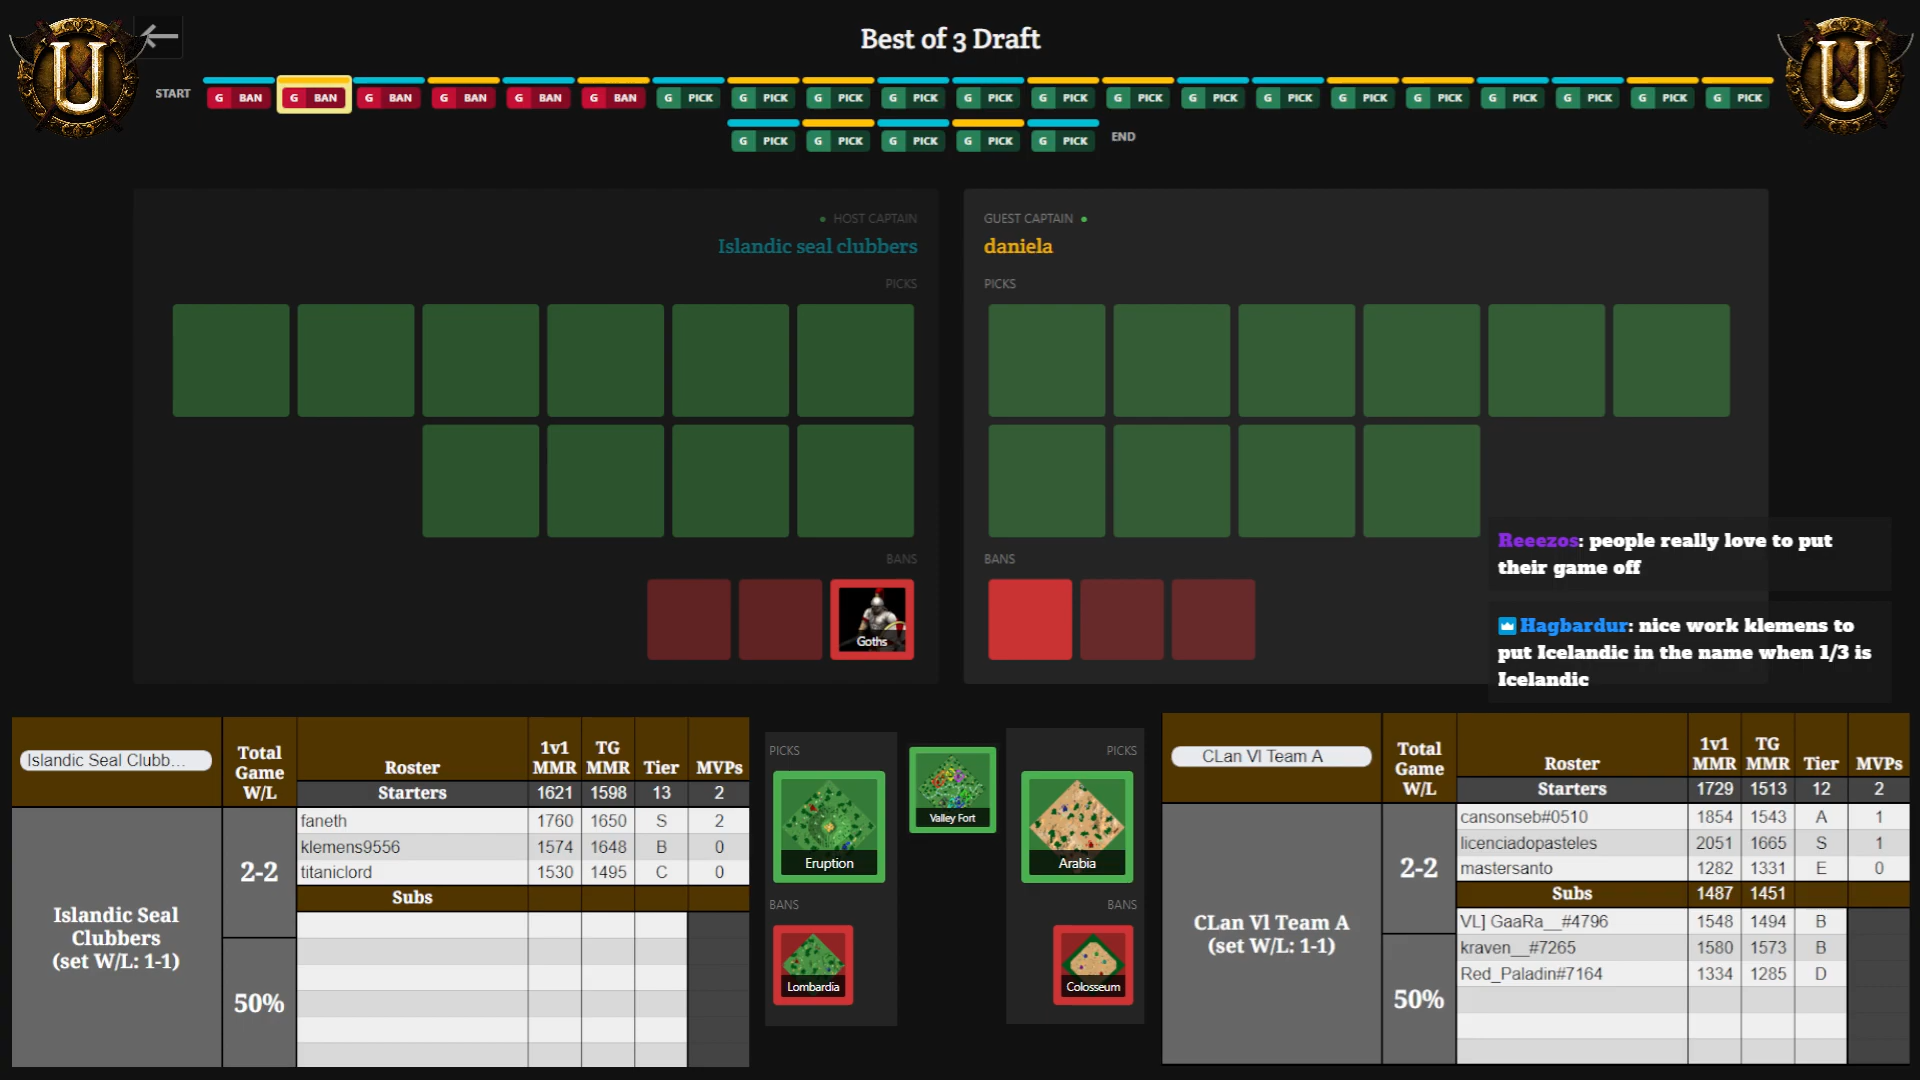 Best of 3 Draft
START G BAN G BAN G BAN G BAN G BAN G BAN G PICK G PICK G PICK G PICK G PICK G PICK G PICK G PICK G PICK G PICK G PICK G PICK G PICK G PICK G PICK
G PICK G PICK G PICK G PICK G PICK END
HOST CAPTAIN
Islandic seal clubbers
PICKS
BANS
Goths
GUEST CAPTAIN
daniela
PICKS
BANS
Reeezos: people really love to put
their game off
Hagbardur: nice work klemens to
put Icelandic in the name when 1/3 is
Icelandic
Islandic Seal Clubb...
Total
Game
W/L
Roster
1v1
MMR
TG
MMR
Tier
MVPs
Starters 1621 1598 13 2
faneth 1760 1650 S 2
klemens9556 1574 1648 B 0
titaniclord 1530 1495 C 0
Subs
2-2
50%
Islandic Seal
Clubbers
(set W/L: 1-1)
PICKS
Eruption
BANS
Lombardia
Valley Fort
PICKS
Arabia
BANS
Colosseum
CLan Vl Team A
Total
Game
W/L
Roster
1v1
MMR
TG
MMR
Tier
MVPs
Starters 1729 1513 12 2
cansonseb#0510 1854 1543 A 1
licenciadopasteles 2051 1665 S 1
mastersanto 1282 1331 E 0
Subs 1487 1451
VL] GaaRa__#4796 1548 1494 B
kraven__#7265 1580 1573 B
Red_Paladin#7164 1334 1285 D
2-2
50%
CLan Vl Team A
(set W/L: 1-1)
U
U